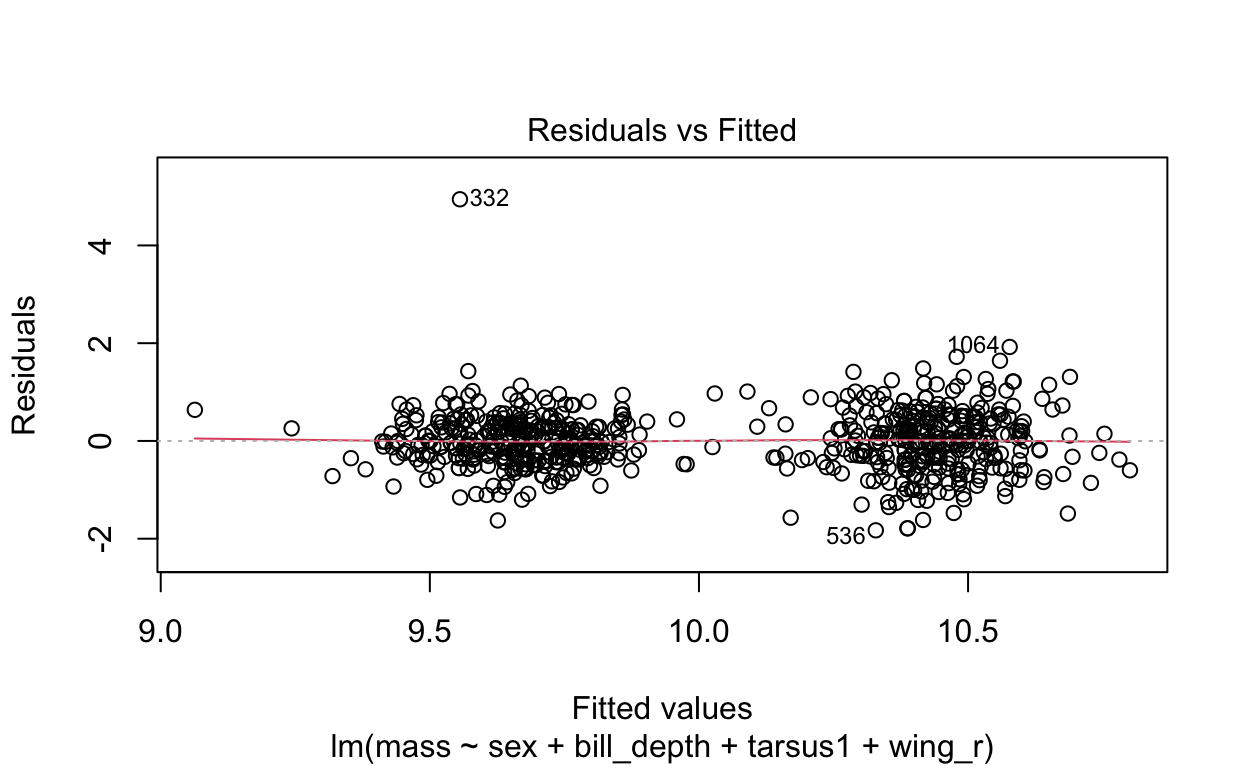 Residuals vs Fitted
332
4
2
1064
0
536
-2
Residuals
9.0 9.5 10.0 10.5
Fitted values
lm(mass ~ sex + bill_depth + tarsus1 + wing_r)